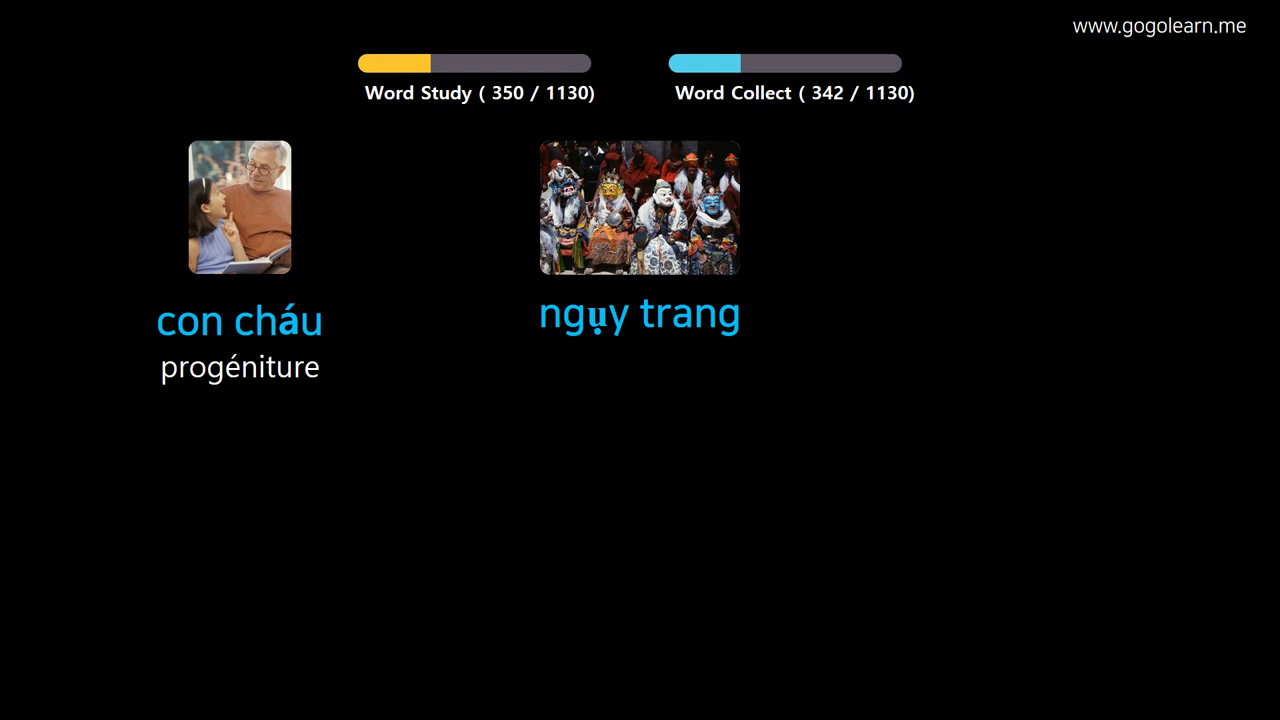 www.gogolearn.me
Word Study ( 350 / 1130)
Word Collect ( 342 / 1130)
con cháu
progéniture
ngụy trang